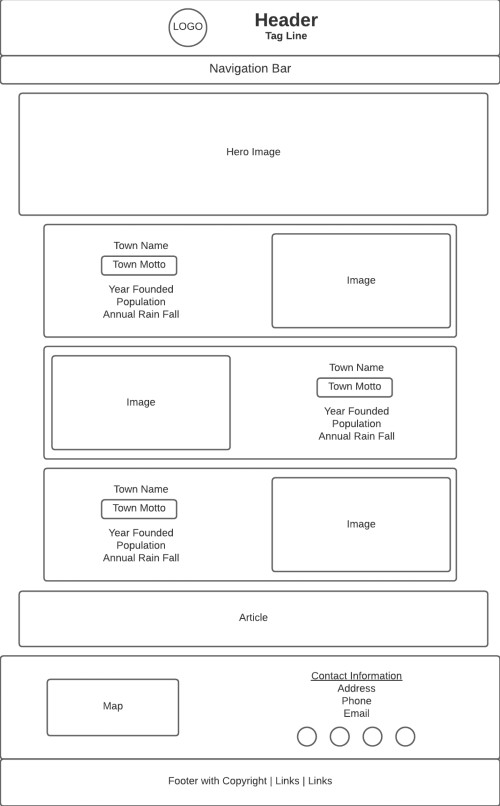 LOGO
Header
Tag Line
Navigation Bar
Hero Image
Town Name
Town Motto
Year Founded
Population
Annual Rain Fall
Image
Image
Town Name
Town Motto
Year Founded
Population
Annual Rain Fall
Town Name
Town Motto
Year Founded
Population
Annual Rain Fall
Image
Article
Map
Contact Information
Address
Phone
Email
Footer with Copyright | Links | Links